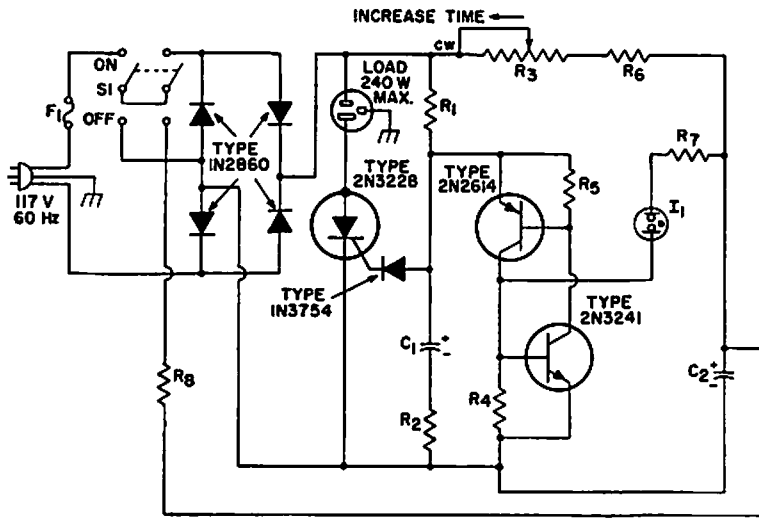 INCREASE TIME
CW
ON
S1
OFF
F1
117 V
60 Hz
TYPE
1N2860
LOAD
240 W
MAX.
TYPE
2N3228
TYPE
1N3754
R1
R3
R6
TYPE
2N2614
R5
R7
I1
TYPE
2N3241
C1
+
-
R2
R4
C2
+
-
R8